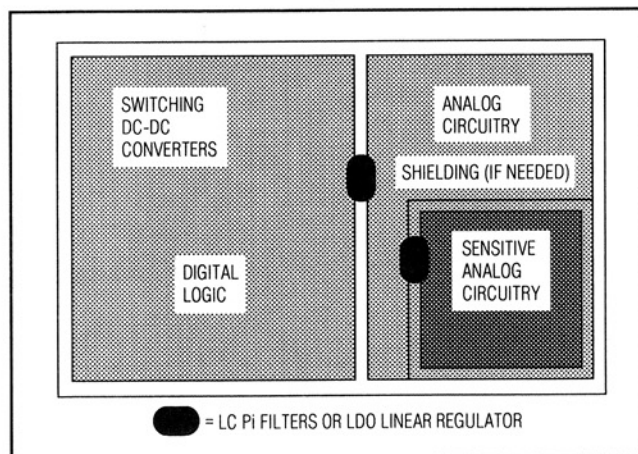 SWITCHING
DC-DC
CONVERTERS
ANALOG
CIRCUITRY
SHIELDING (IF NEEDED)
DIGITAL
LOGIC
SENSITIVE
ANALOG
CIRCUITRY
= LC Pi FILTERS OR LDO LINEAR REGULATOR